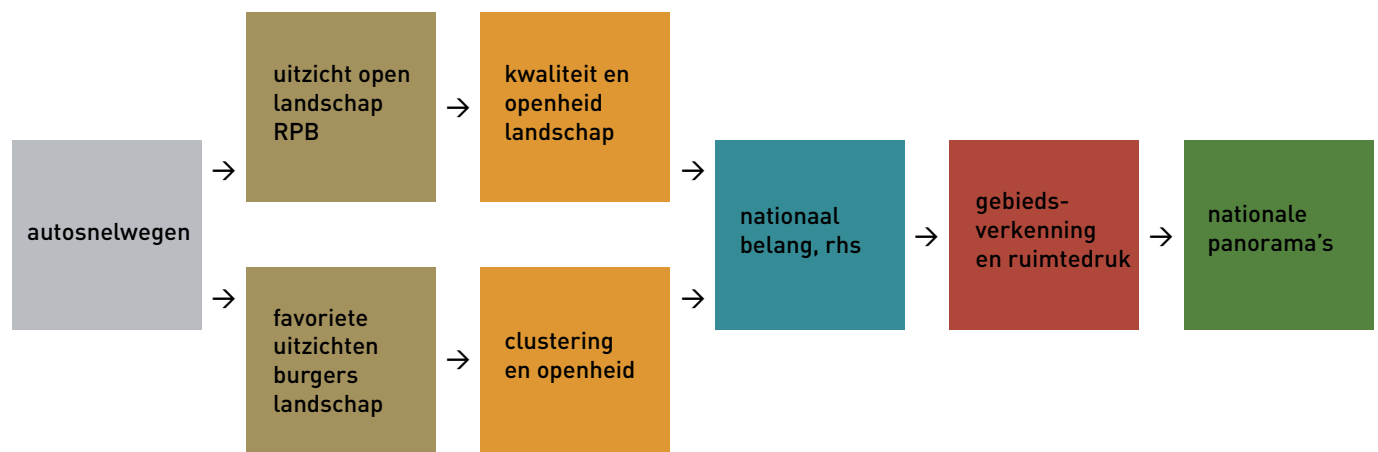 autosnelwegen
uitzicht open
landschap
RPB
→
kwaliteit en
openheid
landschap
favoriete
uitzichten
burgers
landschap
→
clustering
en openheid
→
→
→
→
nationaal
belang, rhs
→
gebieds-
verkenning
en ruimtedruk
→
nationale
panorama's